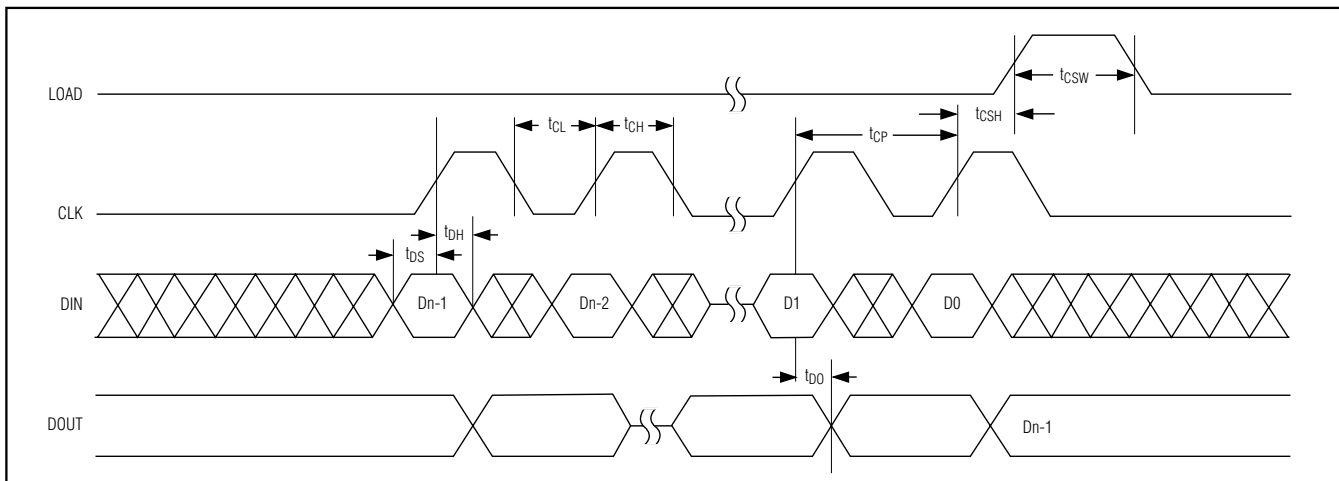 LOAD
tCSW
tCSH
tCL
tCH
tCP
CLK
tDS
tDH
DIN
Dn-1
Dn-2
D1
D0
tDO
DOUT
Dn-1